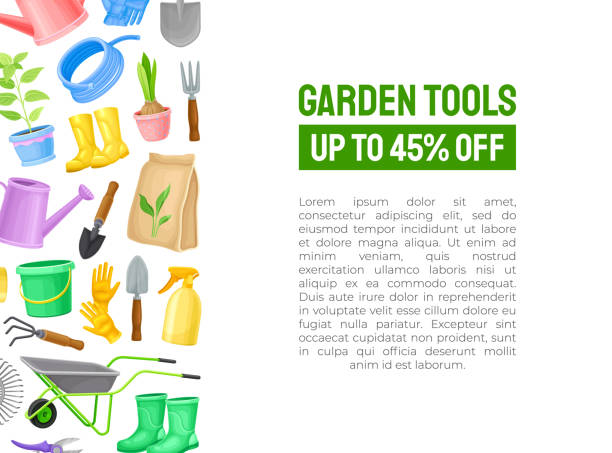 GARDEN TOOLS
UP TO 45% OFF
Lorem ipsum dolor sit amet,
consectetur adipiscing elit, sed do
eiusmod tempor incididunt ut labore
et dolore magna aliqua. Ut enim ad
minim veniam, quis nostrud
exercitation ullamco laboris nisi ut
aliquip ex ea commodo consequat.
Duis aute irure dolor in reprehenderit
in voluptate velit esse cillum dolore eu
fugiat nulla pariatur. Excepteur sint
occaecat cupidatat non proident, sunt
in culpa qui officia deserunt mollit
anim id est laborum.